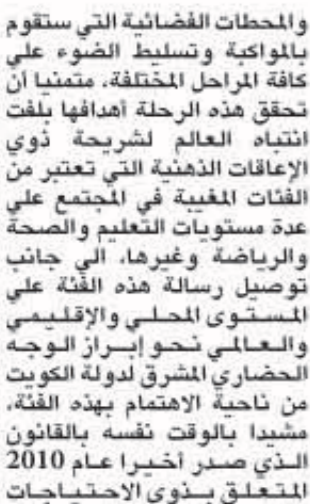 والمحطات الفضائية التي ستقوم
بالمواكبة وتسليط الضوء على
كافة المراحل المختلفة، متمنيا أن
تحقق هذه الرحلة أهدافها بلفت
انتباه العالم لشريحة ذوي
الإعاقات الذهنية التي تعتبر من
الفئات المغيبة في المجتمع على
عدة مستويات التعليم والصحة
والرياضة وغيرها، الي جانب
توصيل رسالة هذه الفئة على
المستوى المحلي والإقليمي
والعالمي نحو إبراز الوجه
الحضاري المشرق لدولة الكويت
من ناحية الاهتمام بهذه الفئة،
مشيدا بالوقت نفسه بالقانون
الذي صدر أخيرا عام 2010
المتعلق بذوي الاحتياجات